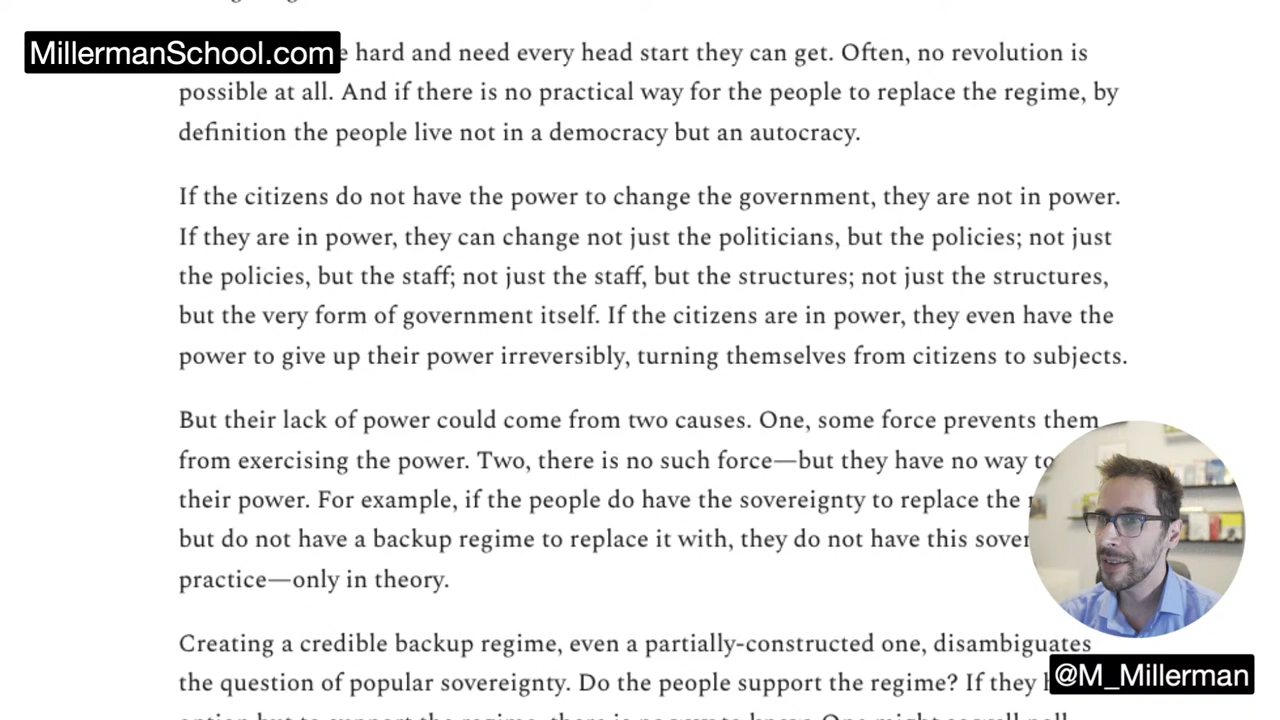 MillermanSchool.com
hard and need every head start they can get. Often, no revolution is
possible at all. And if there is no practical way for the people to replace the regime, by
definition the people live not in a democracy but an autocracy.
If the citizens do not have the power to change the government, they are not in power.
If they are in power, they can change not just the politicians, but the policies; not just
the policies, but the staff; not just the staff, but the structures; not just the structures,
but the very form of government itself. If the citizens are in power, they even have the
power to give up their power irreversibly, turning themselves from citizens to subjects.
But their lack of power could come from two causes. One, some force prevents them
from exercising the power. Two, there is no such force—but they have no way to
their power. For example, if the people do have the sovereignty to replace the
but do not have a backup regime to replace it with, they do not have this
practice—only in theory.
Creating a credible backup regime, even a partially-constructed one, disambiguates
the question of popular sovereignty. Do the people support the regime? If they
@M_Millerman